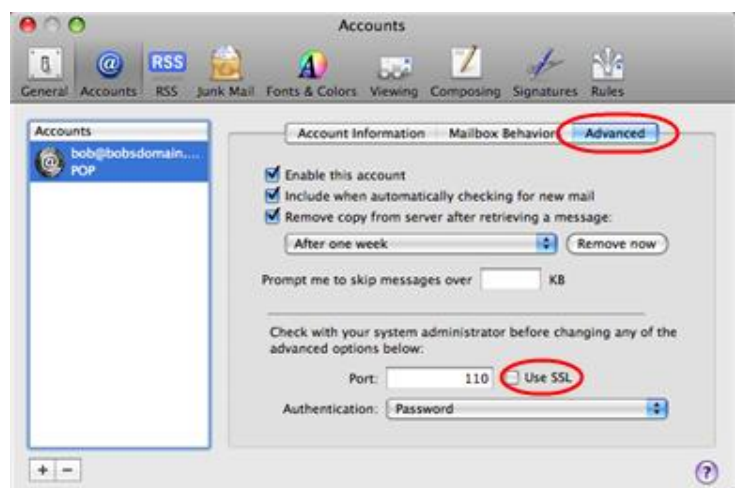 Accounts
RSS
General Accounts RSS Junk Mail Fonts & Colors Viewing Composing Signatures Rules
Accounts
bob@bobsdomain....
POP
Account Information Mailbox Behavior Advanced
Enable this account
Include when automatically checking for new mail
Remove copy from server after retrieving a message:
After one week Remove now
Prompt me to skip messages over KB
Check with your system administrator before changing any of the
advanced options below:
Port: 110 Use SSL
Authentication: Password
+ − ?